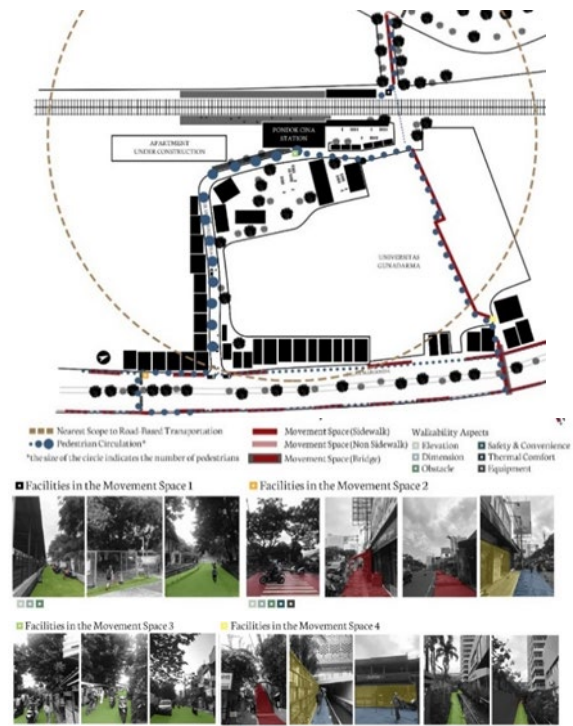 PONDOK CINA
STATION
APARTMENT
UNDER CONSTRUCTION
UNIVERSITAS
GUNADARMA
Nearest Scope to Road-Based Transportation
Pedestrian Circulation*
*the size of the circle indicates the number of pedestrians
Movement Space (Sidewalk)
Movement Space (Non Sidewalk)
Movement Space (Bridge)
Walkability Aspects
Elevation
Dimension
Obstacle
Safety & Convenience
Thermal Comfort
Equipment
Facilities in the Movement Space 1
Facilities in the Movement Space 2
Facilities in the Movement Space 3
Facilities in the Movement Space 4